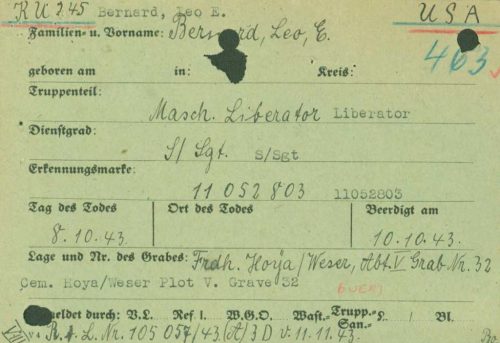 KU 245 Bernard, Leo E. USA
Familien- u. Vorname: Bernard, Leo, E.
463
geboren am in: Kreis:
Truppenteil:
Masch. Liberator Liberator
Dienstgrad:
S/Sgt. S/Sgt
Erkennungsmarke:
11 052 803 11052803
Tag des Todes Ort des Todes Beerdigt am
8.10.43. 10.10.43.
Lage und Nr. des Grabes: Frdh. Hoya/Weser, Abt. V Grab Nr. 32
Cem. Hoya/Weser Plot V. Grave 32
meldet durch: V.L. Ref L. W.G.O. Wast.- Trupp.- San.- L. Bl.
L. Nr. 105 057/43 (A) 3 D v. 11.11.43.